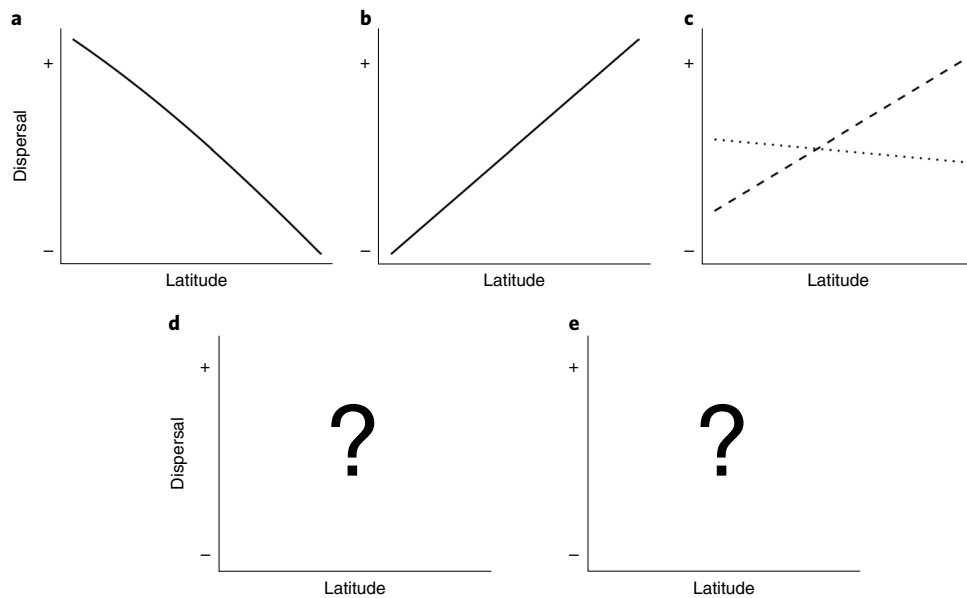 a
+
Dispersal
–
Latitude
b
+
–
Latitude
c
+
–
Latitude
d
+
Dispersal
–
?
Latitude
e
+
–
?
Latitude